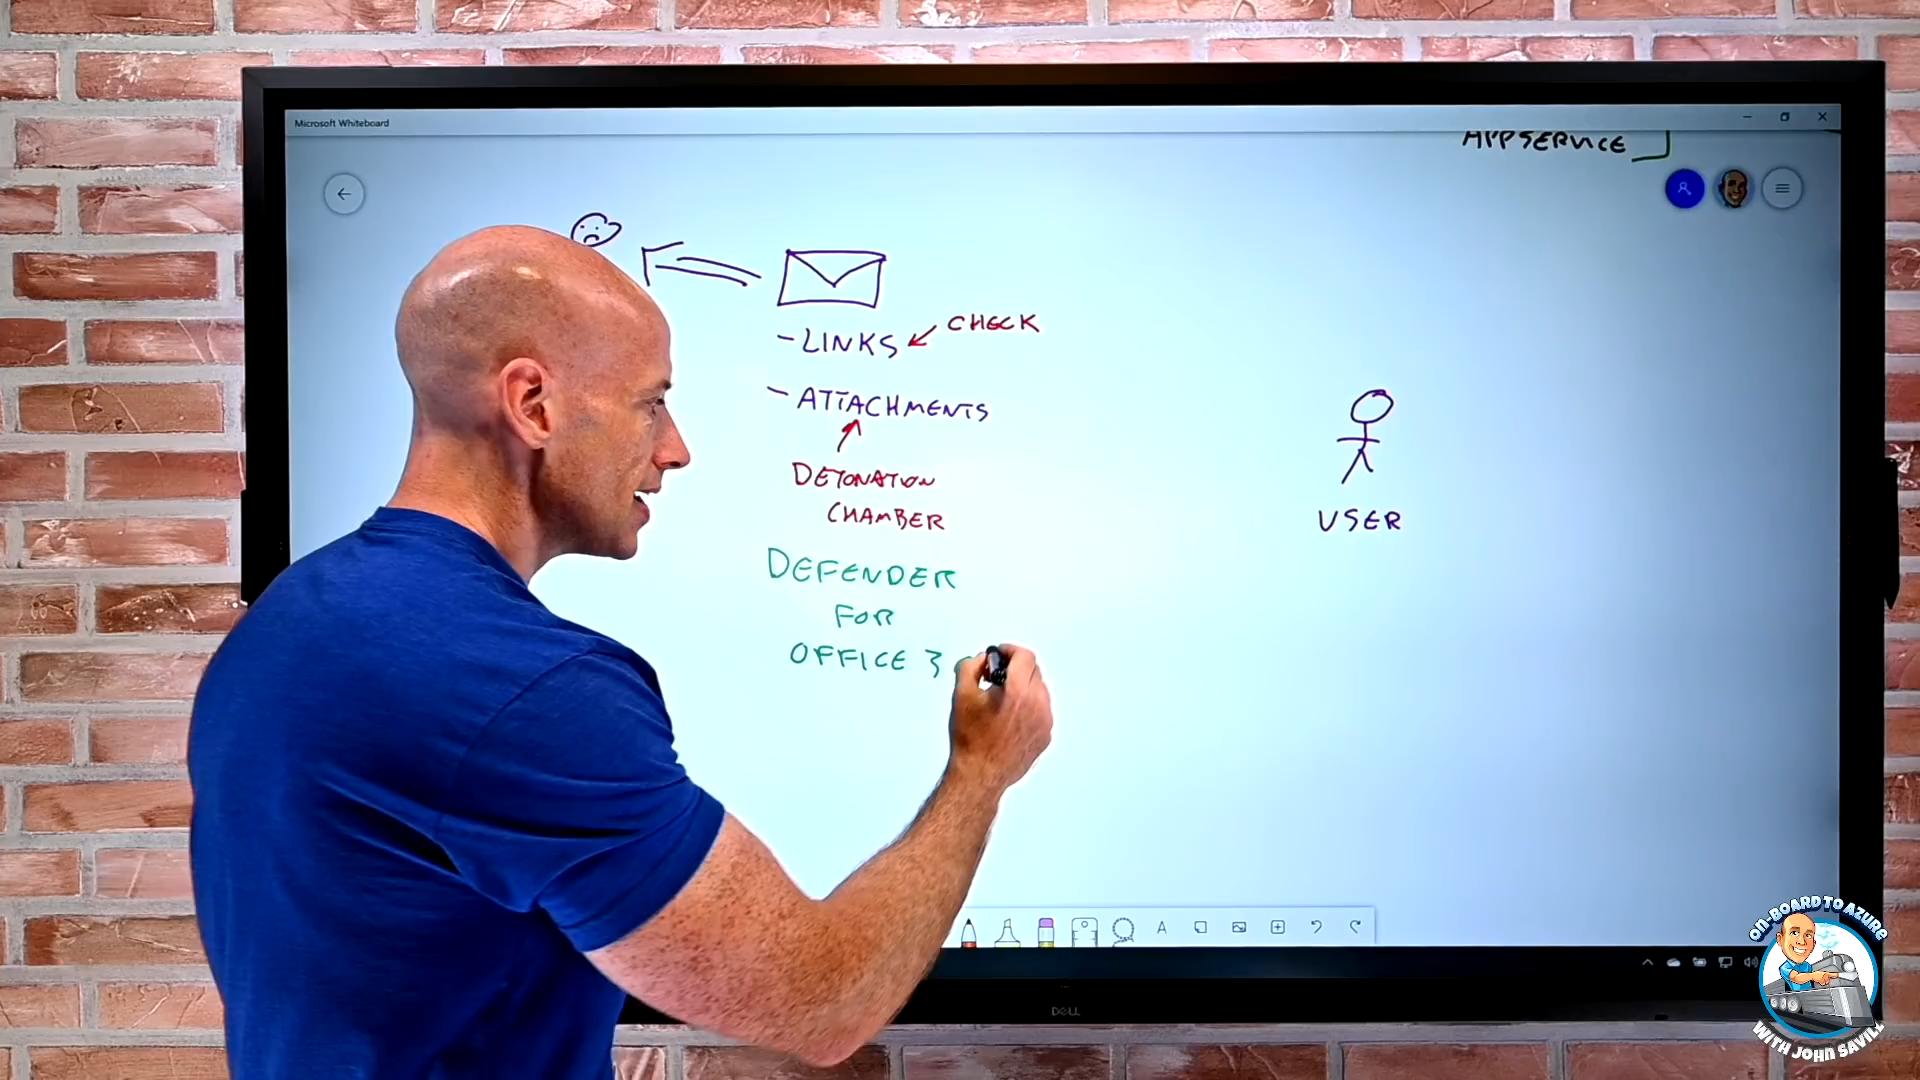 Microsoft Whiteboard
APPSERVICE
CHECK
- LINKS
- ATTACHMENTS
DETONATION
CHAMBER
USER
DEFENDER
FOR
OFFICE 3
A
DELL
ON-BOARD TO AZURE
WITH JOHN SAVILL